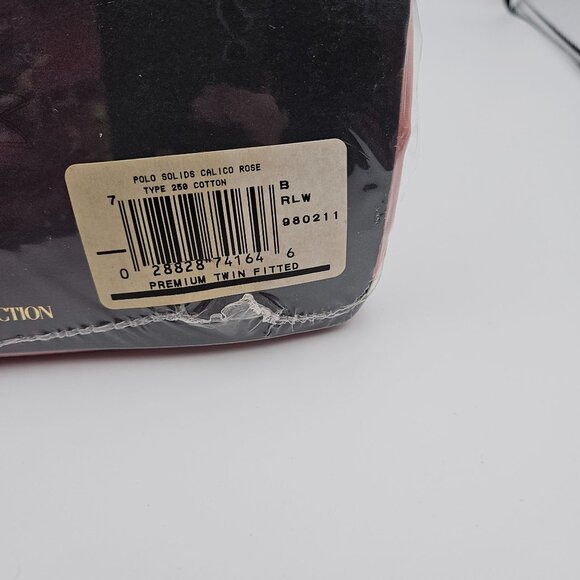 POLO SOLIDS CALICO ROSE
TYPE 250 COTTON
7
B
RLW
980211
0 28828 74164 6
PREMIUM TWIN FITTED
CTION